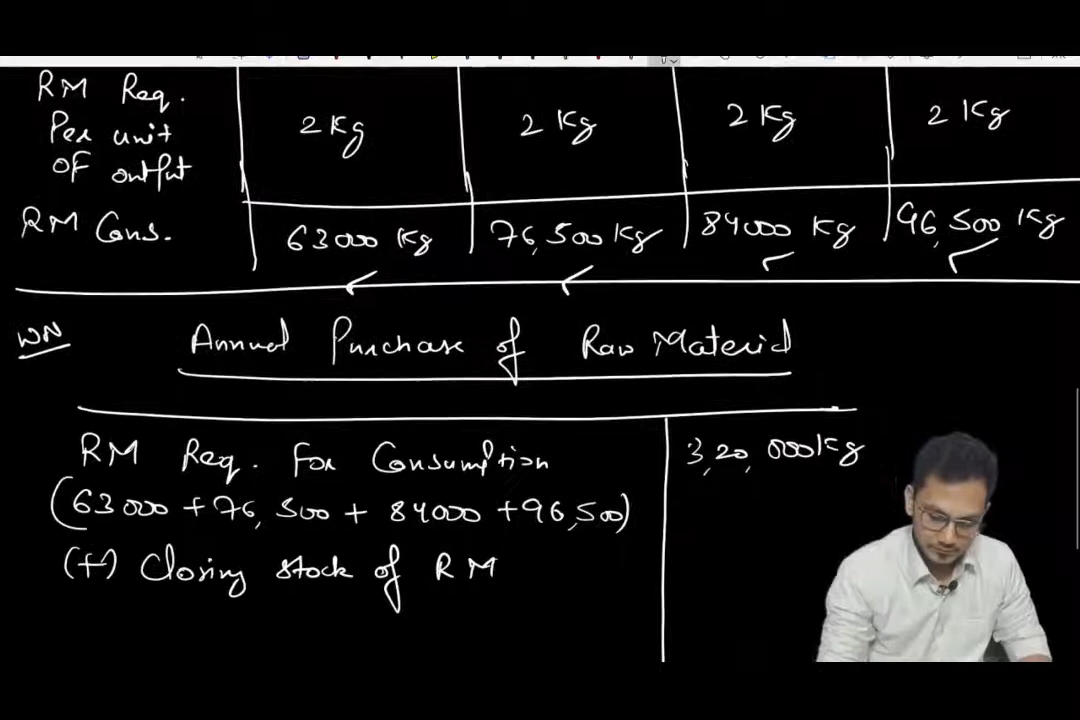 RM Req.
Per unit
of output
2 Kg
2 Kg
2 Kg
2 Kg
RM Cons.
63000 Kg
76,500 Kg
84000 Kg
96,500 Kg
WN
Annual Purchase of Raw Material
RM Req. For Consumption
3,20,000kg
(63000 + 76,500 + 84000 + 96,500)
(+) Closing stock of RM